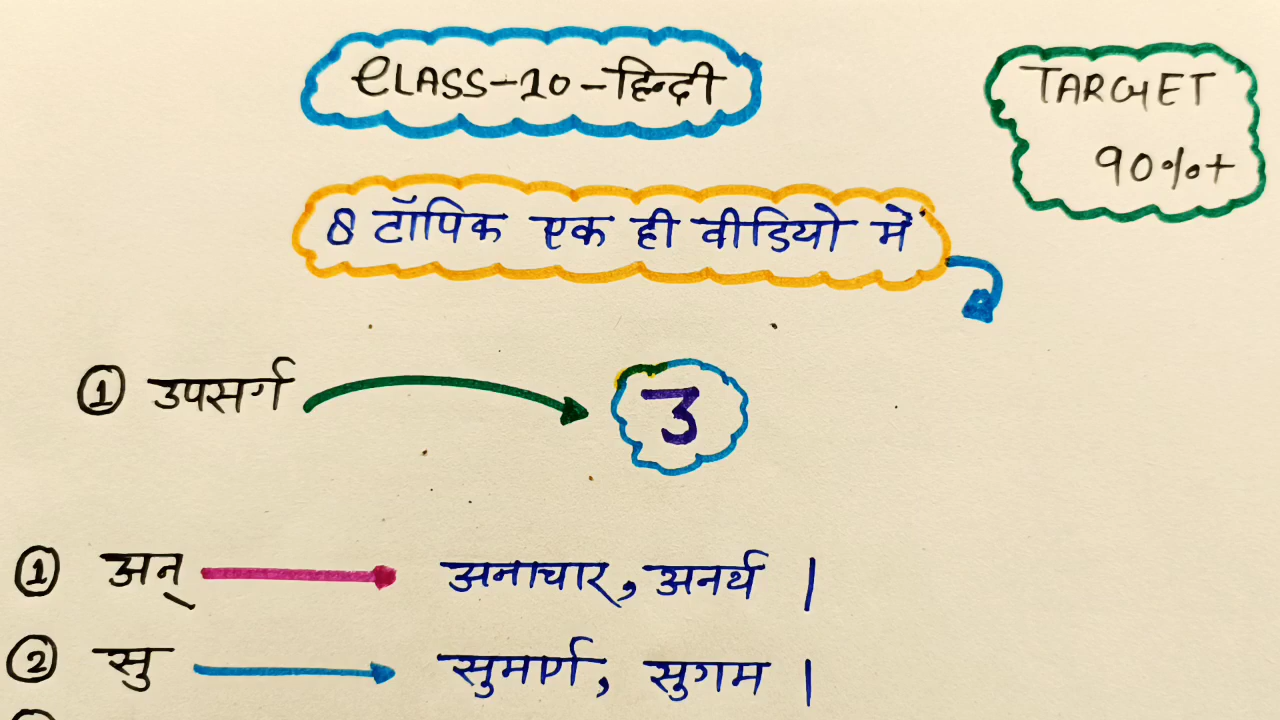 CLASS-10-हिन्दी
TARGET
90%+
8 टॉपिक एक ही वीडियो में
① उपसर्ग → 3
① अन् → अनाचार, अनर्थ |
② सु → सुमार्ग, सुगम |